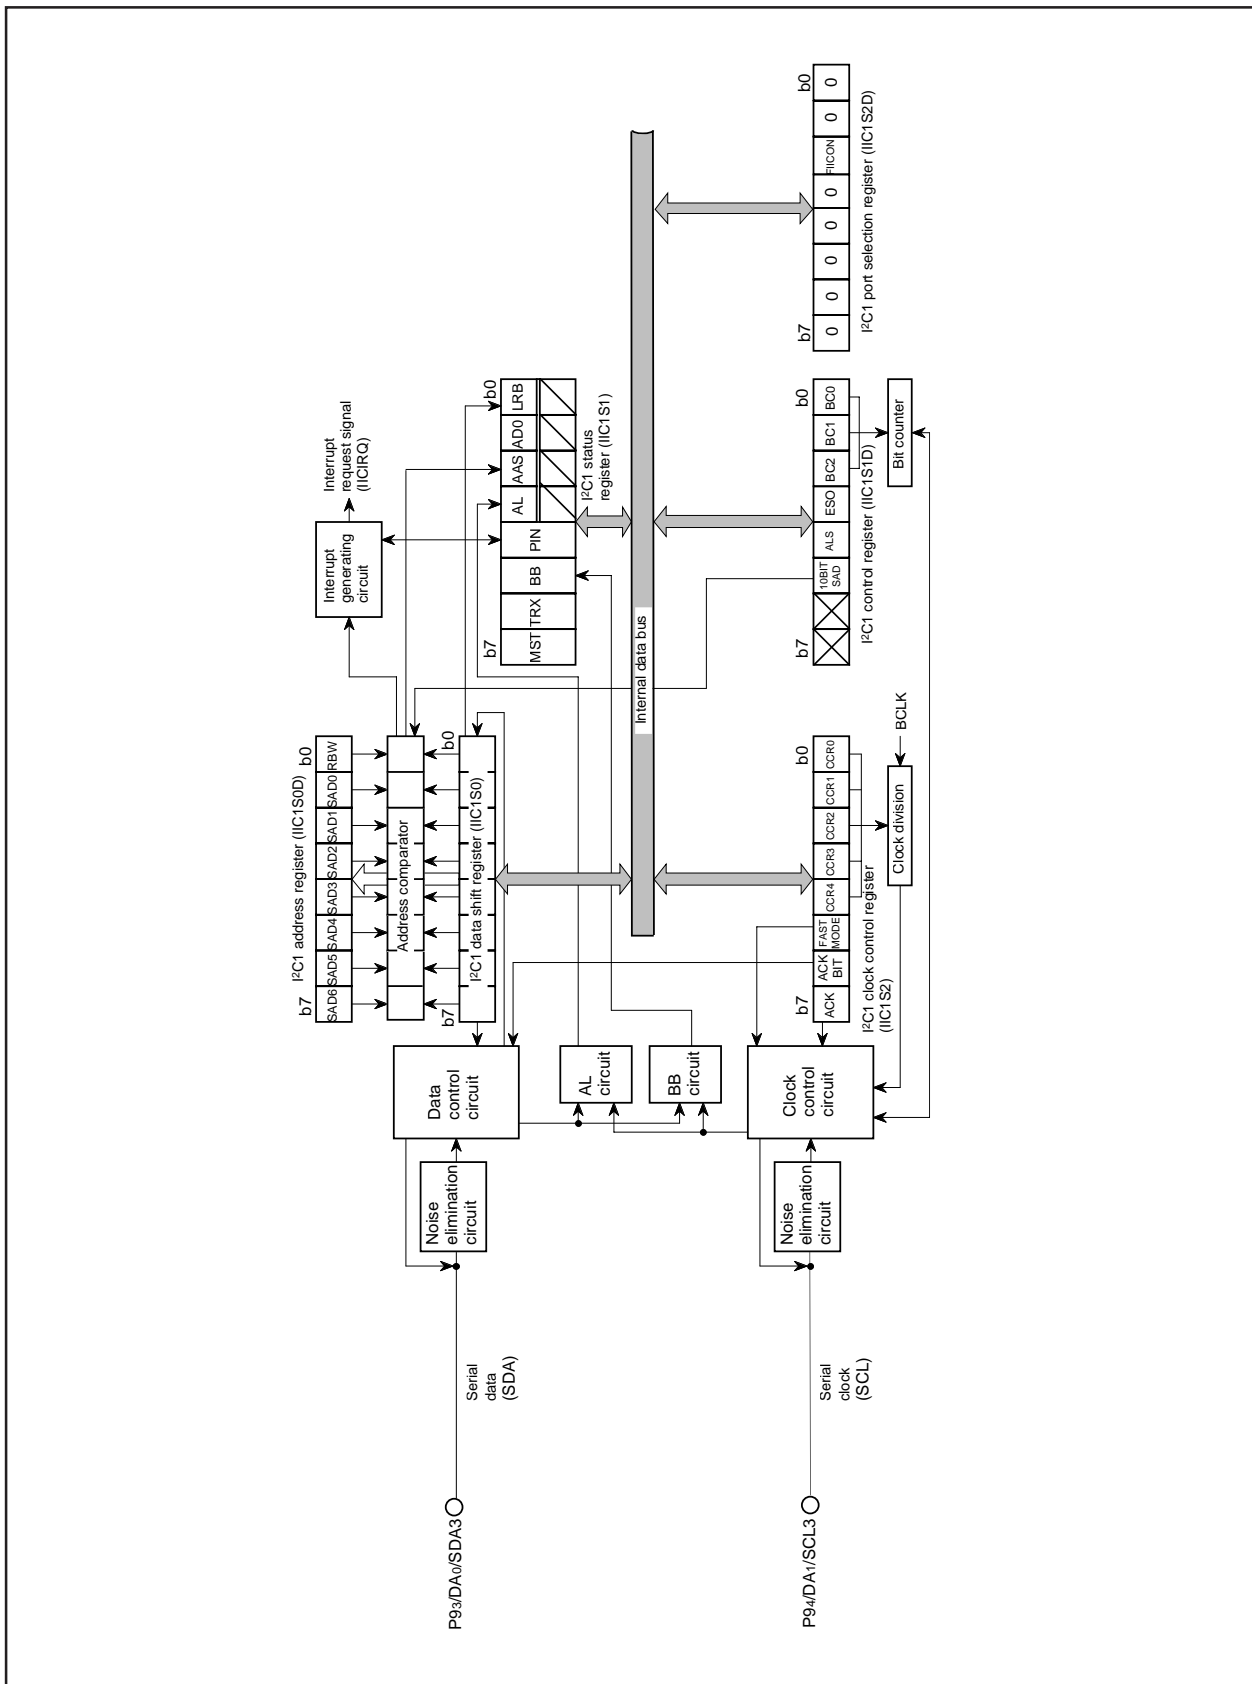 I²C1 address register (IIC1S0D)
b7
b0
SAD6
SAD5
SAD4
SAD3
SAD2
SAD1
SAD0
RBW
Address comparator
b7
b0
I²C1 data shift register (IIC1S0)
Interrupt
generating
circuit
Interrupt
request signal
(IICIRQ)
P93/DA0/SDA3
Serial
data
(SDA)
Noise
elimination
circuit
Data
control
circuit
AL
circuit
BB
circuit
b7
b0
MST
TRX
BB
PIN
AL
AAS
AD0
LRB
I²C1 status
register (IIC1S1)
Internal data bus
P94/DA1/SCL3
Serial
clock
(SCL)
Noise
elimination
circuit
Clock
control
circuit
b7
b0
ACK
ACK
BIT
FAST
MODE
CCR4
CCR3
CCR2
CCR1
CCR0
I²C1 clock control register
(IIC1S2)
Clock division
BCLK
b7
b0
10BIT
SAD
ALS
ESO
BC2
BC1
BC0
I²C1 control register (IIC1S1D)
Bit counter
b7
b0
0
0
0
0
0
FIICON
0
0
I²C1 port selection register (IIC1S2D)